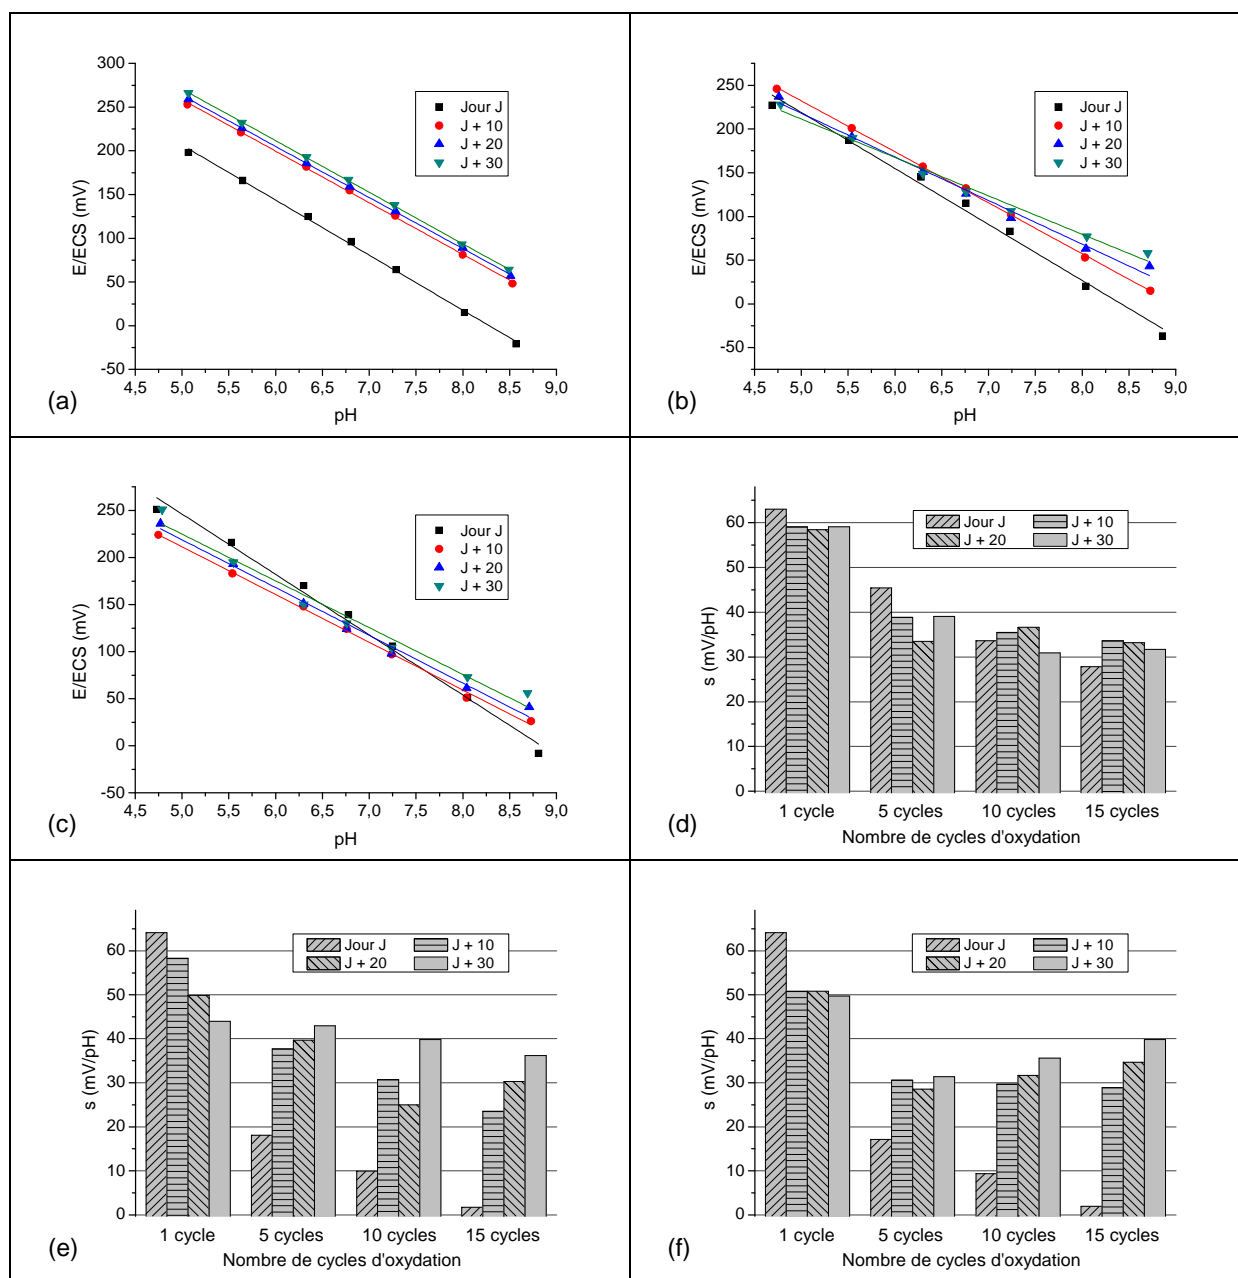 E/ECS (mV)
300
250
200
150
100
50
0
-50
Jour J
J + 10
J + 20
J + 30
4,5 5,0 5,5 6,0 6,5 7,0 7,5 8,0 8,5 9,0
pH
(a)
E/ECS (mV)
250
200
150
100
50
0
-50
Jour J
J + 10
J + 20
J + 30
4,5 5,0 5,5 6,0 6,5 7,0 7,5 8,0 8,5 9,0
pH
(b)
E/ECS (mV)
250
200
150
100
50
0
-50
Jour J
J + 10
J + 20
J + 30
4,5 5,0 5,5 6,0 6,5 7,0 7,5 8,0 8,5 9,0
pH
(c)
s (mV/pH)
60
50
40
30
20
10
0
Jour J J + 10
J + 20 J + 30
1 cycle 5 cycles 10 cycles 15 cycles
Nombre de cycles d'oxydation
(d)
s (mV/pH)
60
50
40
30
20
10
0
Jour J J + 10
J + 20 J + 30
1 cycle 5 cycles 10 cycles 15 cycles
Nombre de cycles d'oxydation
(e)
s (mV/pH)
60
50
40
30
20
10
0
Jour J J + 10
J + 20 J + 30
1 cycle 5 cycles 10 cycles 15 cycles
Nombre de cycles d'oxydation
(f)